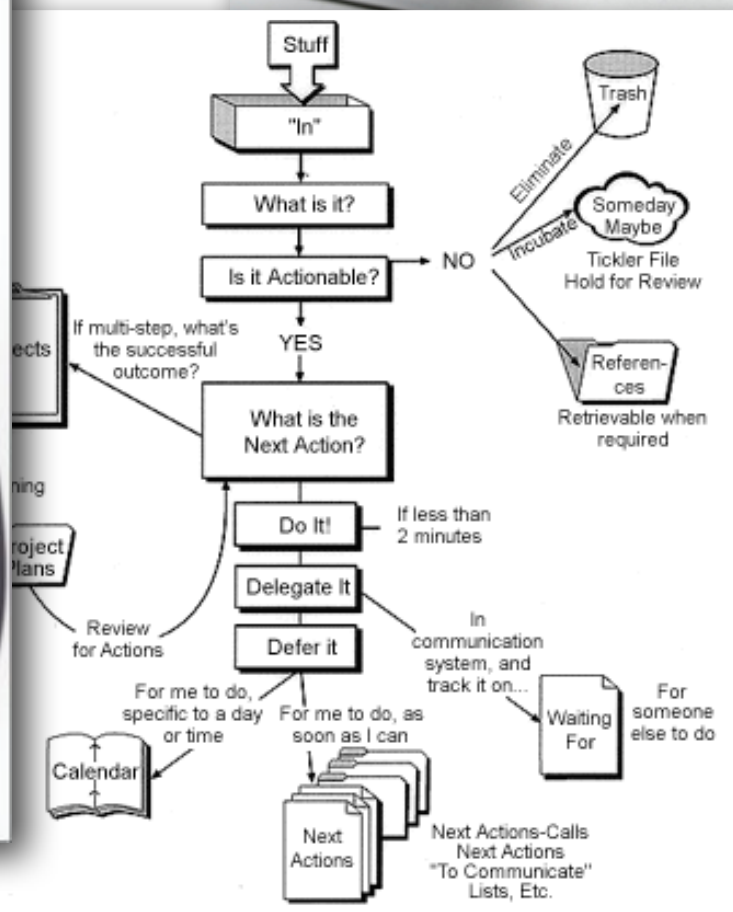 Stuff
"In"
What is it?
Is it Actionable?
NO
Eliminate
Trash
Incubate
Someday
Maybe
Tickler File
Hold for Review
Referen-
ces
Retrievable when
required
YES
If multi-step, what's
the successful
outcome?
ects
What is the
Next Action?
ning
roject
lans
Review
for Actions
Do It!
If less than
2 minutes
Delegate It
Defer it
In
communication
system, and
track it on...
Waiting
For
For
someone
else to do
For me to do,
specific to a day
or time
Calendar
For me to do, as
soon as I can
Next
Actions
Next Actions-Calls
Next Actions
"To Communicate"
Lists, Etc.